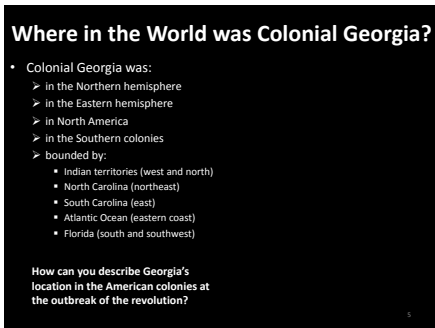 Where in the World was Colonial Georgia?
• Colonial Georgia was:
➢ in the Northern hemisphere
➢ in the Eastern hemisphere
➢ in North America
➢ in the Southern colonies
➢ bounded by:
▪ Indian territories (west and north)
▪ North Carolina (northeast)
▪ South Carolina (east)
▪ Atlantic Ocean (eastern coast)
▪ Florida (south and southwest)
How can you describe Georgia's
location in the American colonies at
the outbreak of the revolution?
5